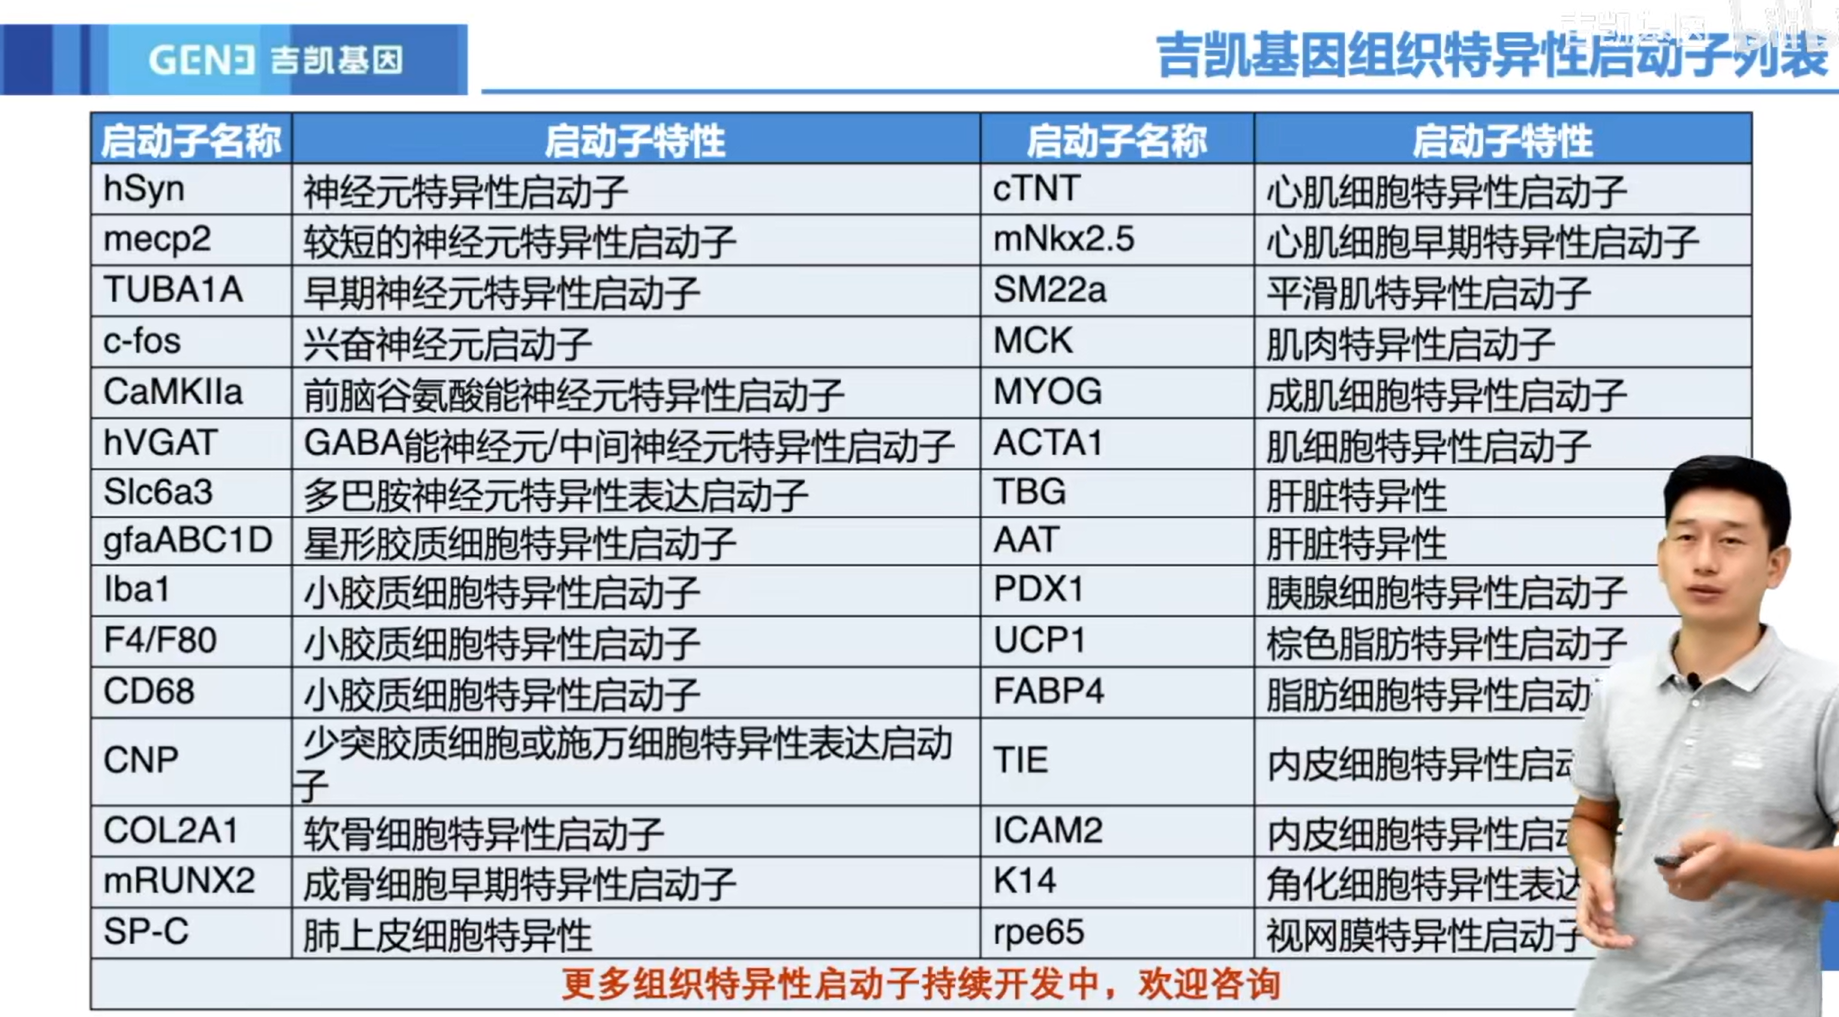 GENE 吉凯基因
吉凯基因
吉凯基因组织特异性启动子列表
启动子名称 启动子特性 启动子名称 启动子特性
hSyn 神经元特异性启动子 cTNT 心肌细胞特异性启动子
mecp2 较短的神经元特异性启动子 mNkx2.5 心肌细胞早期特异性启动子
TUBA1A 早期神经元特异性启动子 SM22a 平滑肌特异性启动子
c-fos 兴奋神经元启动子 MCK 肌肉特异性启动子
CaMKIIa 前脑谷氨酸能神经元特异性启动子 MYOG 成肌细胞特异性启动子
hVGAT GABA能神经元/中间神经元特异性启动子 ACTA1 肌细胞特异性启动子
Slc6a3 多巴胺神经元特异性表达启动子 TBG 肝脏特异性
gfaABC1D 星形胶质细胞特异性启动子 AAT 肝脏特异性
Iba1 小胶质细胞特异性启动子 PDX1 胰腺细胞特异性启动子
F4/F80 小胶质细胞特异性启动子 UCP1 棕色脂肪特异性启动子
CD68 小胶质细胞特异性启动子 FABP4 脂肪细胞特异性启动
CNP 少突胶质细胞或施万细胞特异性表达启动
子 TIE 内皮细胞特异性启动
COL2A1 软骨细胞特异性启动子 ICAM2 内皮细胞特异性启动
mRUNX2 成骨细胞早期特异性启动子 K14 角化细胞特异性表达
SP-C 肺上皮细胞特异性 rpe65 视网膜特异性启动子
更多组织特异性启动子持续开发中，欢迎咨询